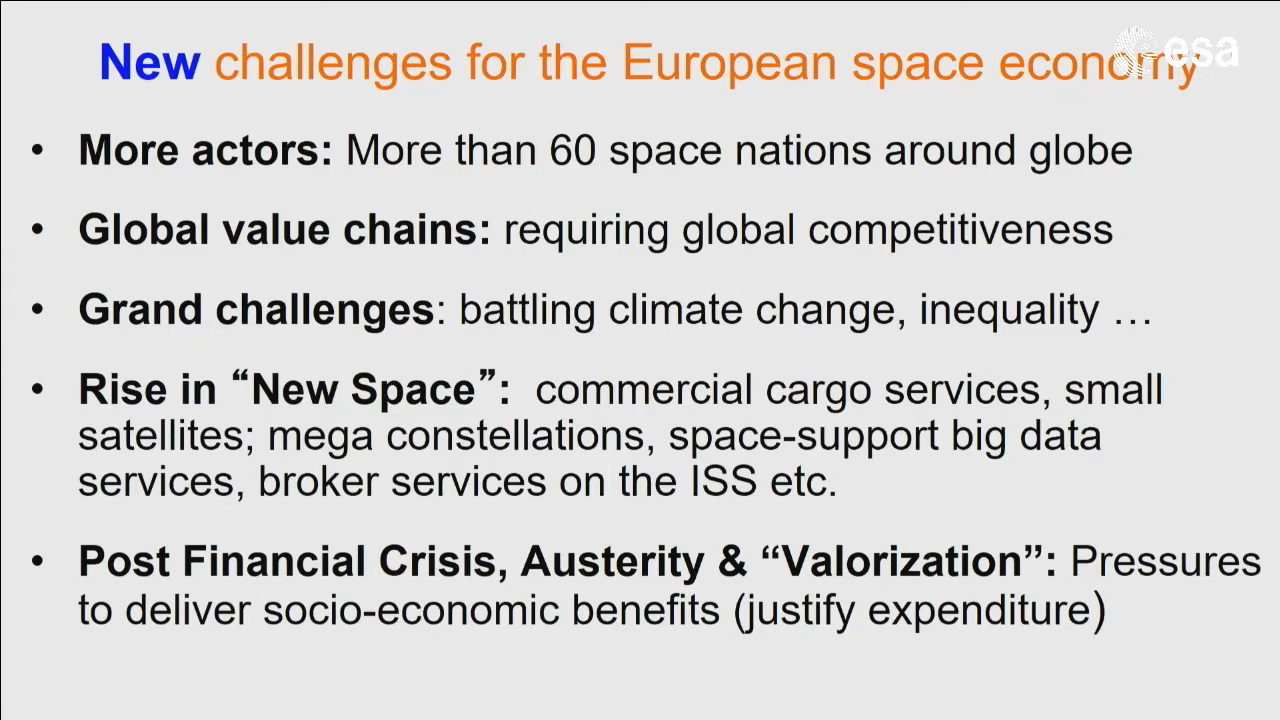 New challenges for the European space economy
esa
• More actors: More than 60 space nations around globe
• Global value chains: requiring global competitiveness
• Grand challenges: battling climate change, inequality …
• Rise in “New Space”: commercial cargo services, small
satellites; mega constellations, space-support big data
services, broker services on the ISS etc.
• Post Financial Crisis, Austerity & “Valorization”: Pressures
to deliver socio-economic benefits (justify expenditure)